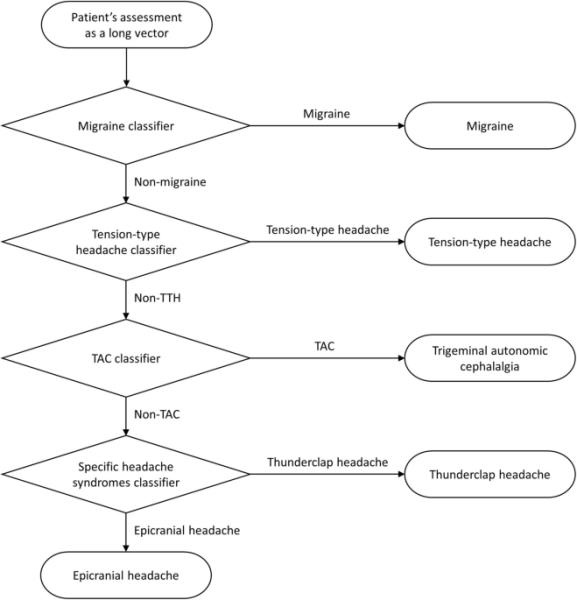 Patient's assessment
as a long vector
Migraine classifier
Migraine
Migraine
Non-migraine
Tension-type
headache classifier
Tension-type headache
Tension-type headache
Non-TTH
TAC classifier
TAC
Trigeminal autonomic
cephalalgia
Non-TAC
Specific headache
syndromes classifier
Thunderclap headache
Thunderclap headache
Epicranial headache
Epicranial headache